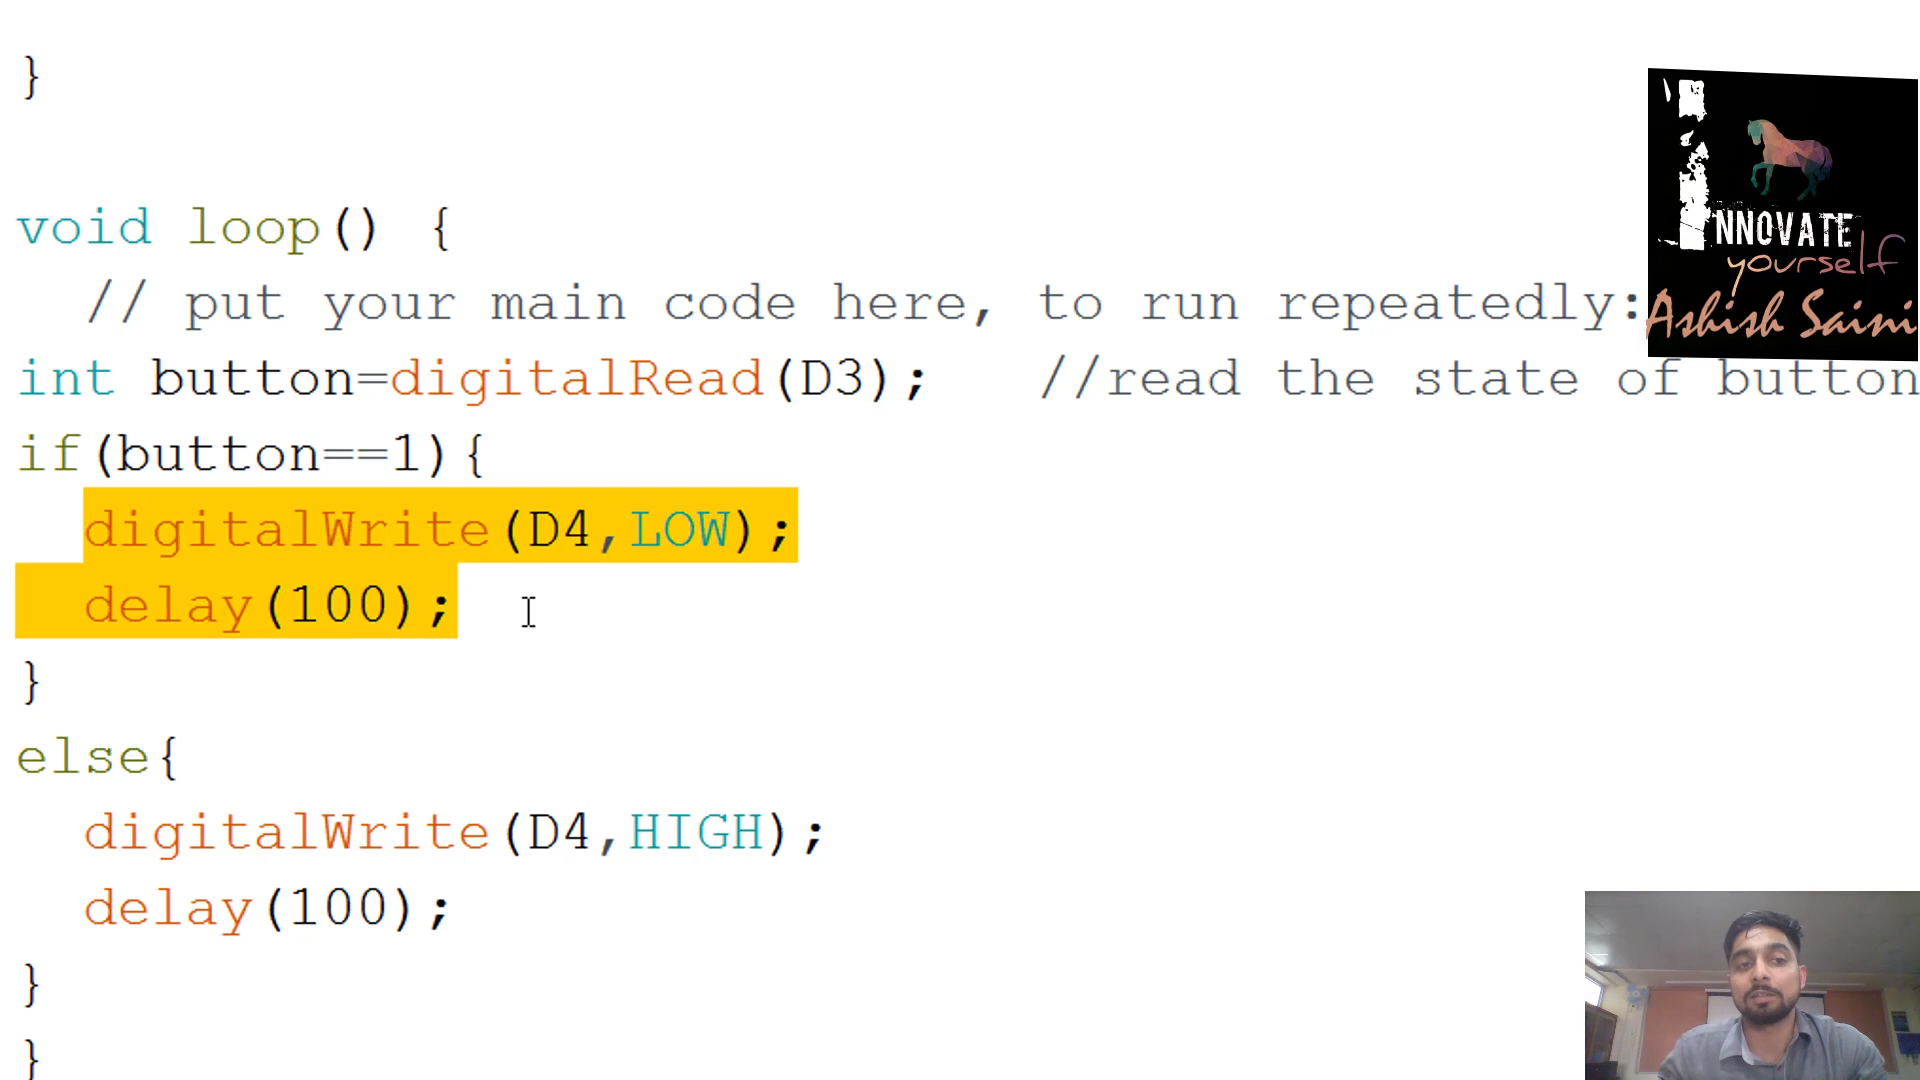 }
void loop() {
// put your main code here, to run repeatedly:
int button=digitalRead(D3); //read the state of button
if(button==1){
digitalWrite(D4,LOW);
delay(100);
}
else{
digitalWrite(D4,HIGH);
delay(100);
}
}
INNOVATE
yourself
Ashish Saini